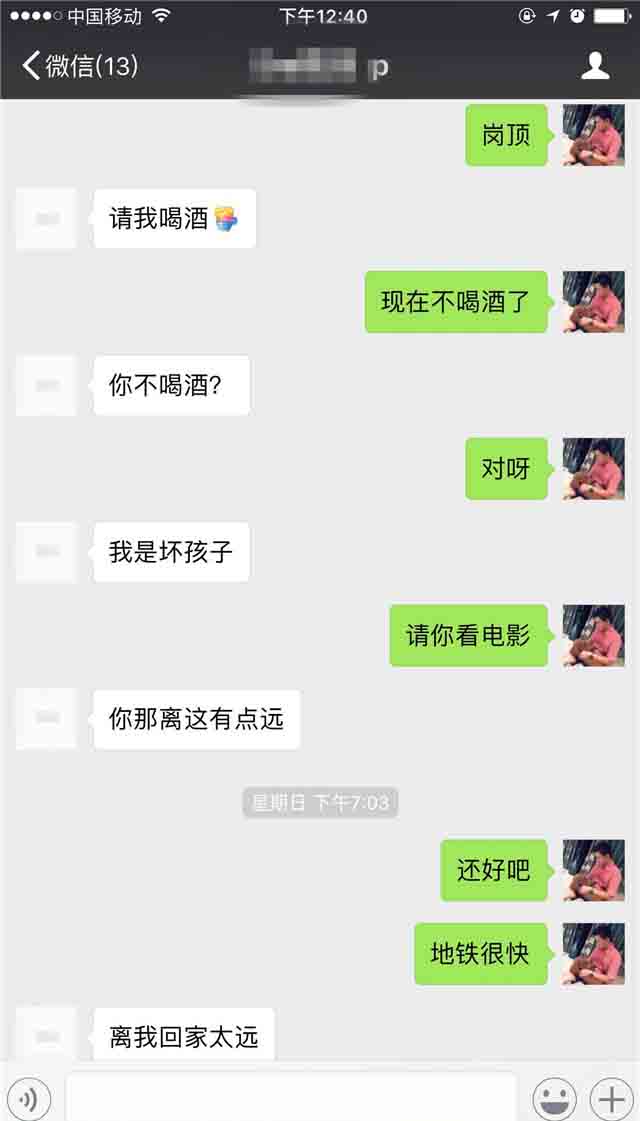 中国移动
下午12:40
微信(13)
p
岗顶
请我喝酒
现在不喝酒了
你不喝酒?
对呀
我是坏孩子
请你看电影
你那离这有点远
星期日 下午7:03
还好吧
地铁很快
离我回家太远